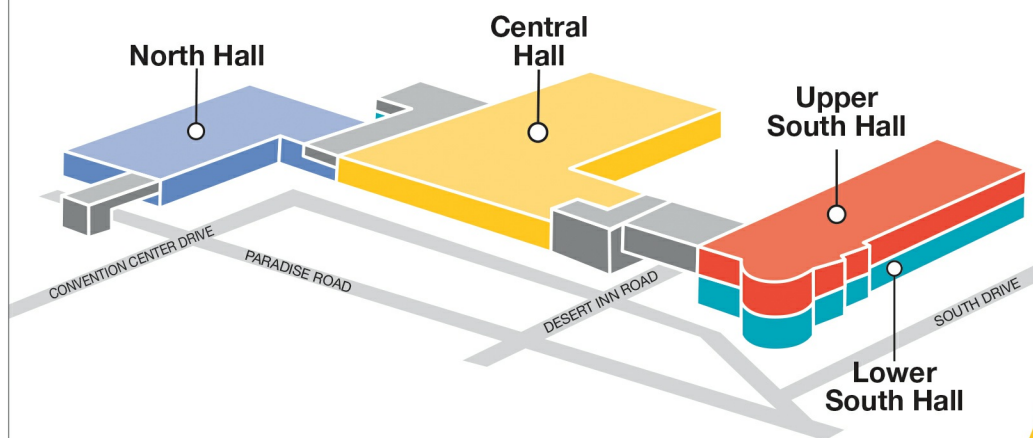 North Hall
Central
Hall
Upper
South Hall
CONVENTION CENTER DRIVE
PARADISE ROAD
DESERT INN ROAD
SOUTH DRIVE
Lower
South Hall